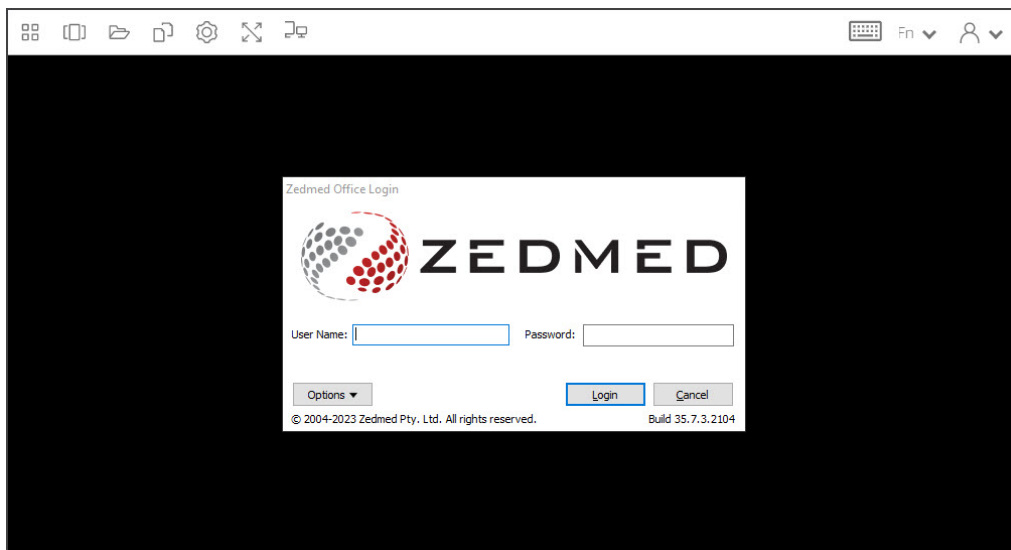 Fn
Zedmed Office Login
ZEDMED
User Name: Password:
Options Login Cancel
© 2004-2023 Zedmed Pty. Ltd. All rights reserved. Build 35.7.3.2104